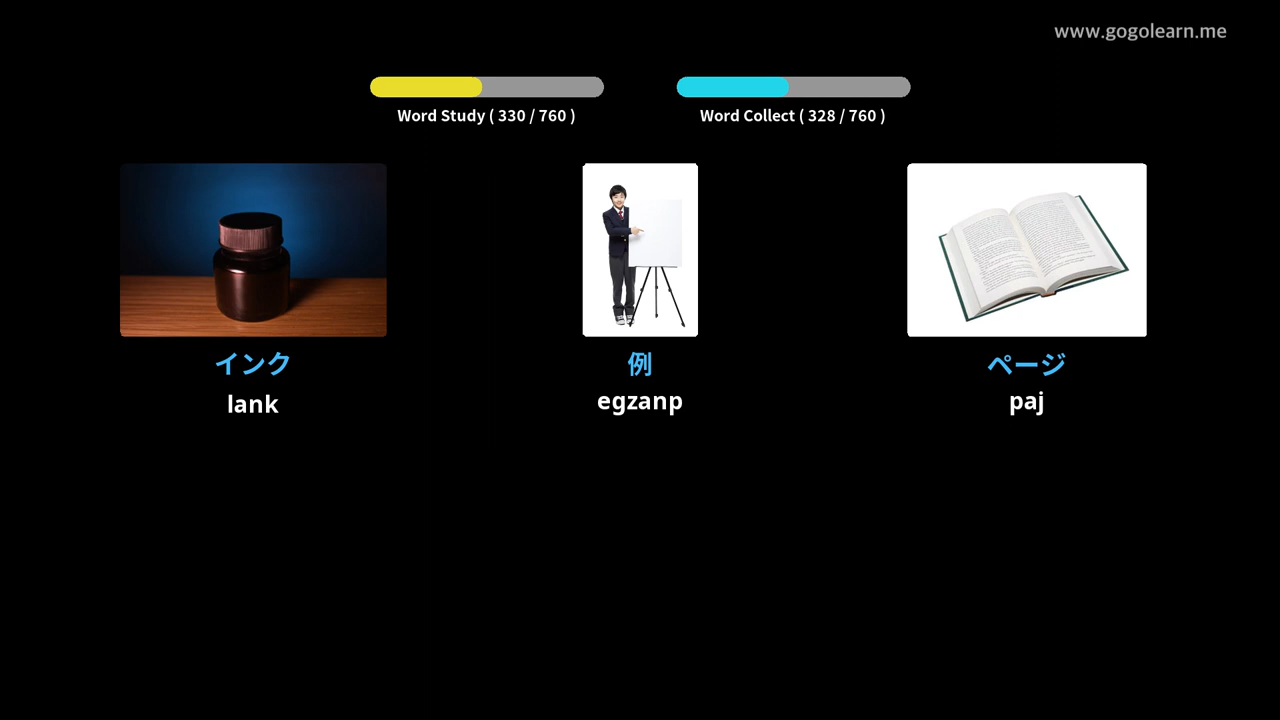 www.gogolearn.me
Word Study ( 330 / 760 )
Word Collect ( 328 / 760 )
インク
lank
例
egzanp
ページ
paj